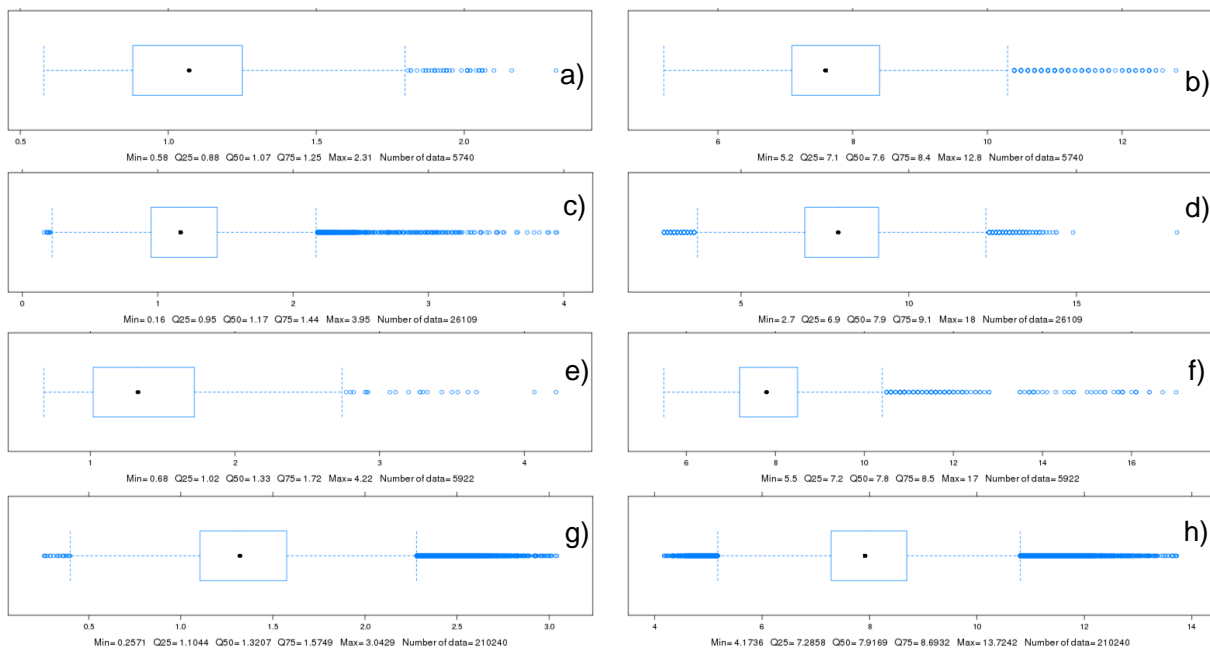 a)
0.5 1.0 1.5 2.0
Min= 0.58 Q25= 0.88 Q50= 1.07 Q75= 1.25 Max= 2.31 Number of data= 5740
b)
6 8 10 12
Min= 5.2 Q25= 7.1 Q50= 7.6 Q75= 8.4 Max= 12.8 Number of data= 5740
c)
0 1 2 3 4
Min= 0.16 Q25= 0.95 Q50= 1.17 Q75= 1.44 Max= 3.95 Number of data= 26109
d)
5 10 15
Min= 2.7 Q25= 6.9 Q50= 7.9 Q75= 9.1 Max= 18 Number of data= 26109
e)
1 2 3 4
Min= 0.68 Q25= 1.02 Q50= 1.33 Q75= 1.72 Max= 4.22 Number of data= 5922
f)
6 8 10 12 14 16
Min= 5.5 Q25= 7.2 Q50= 7.8 Q75= 8.5 Max= 17 Number of data= 5922
g)
0.5 1.0 1.5 2.0 2.5 3.0
Min= 0.2571 Q25= 1.1044 Q50= 1.3207 Q75= 1.5749 Max= 3.0429 Number of data= 210240
h)
4 6 8 10 12 14
Min= 4.1736 Q25= 7.2858 Q50= 7.9169 Q75= 8.6932 Max= 13.7242 Number of data= 210240